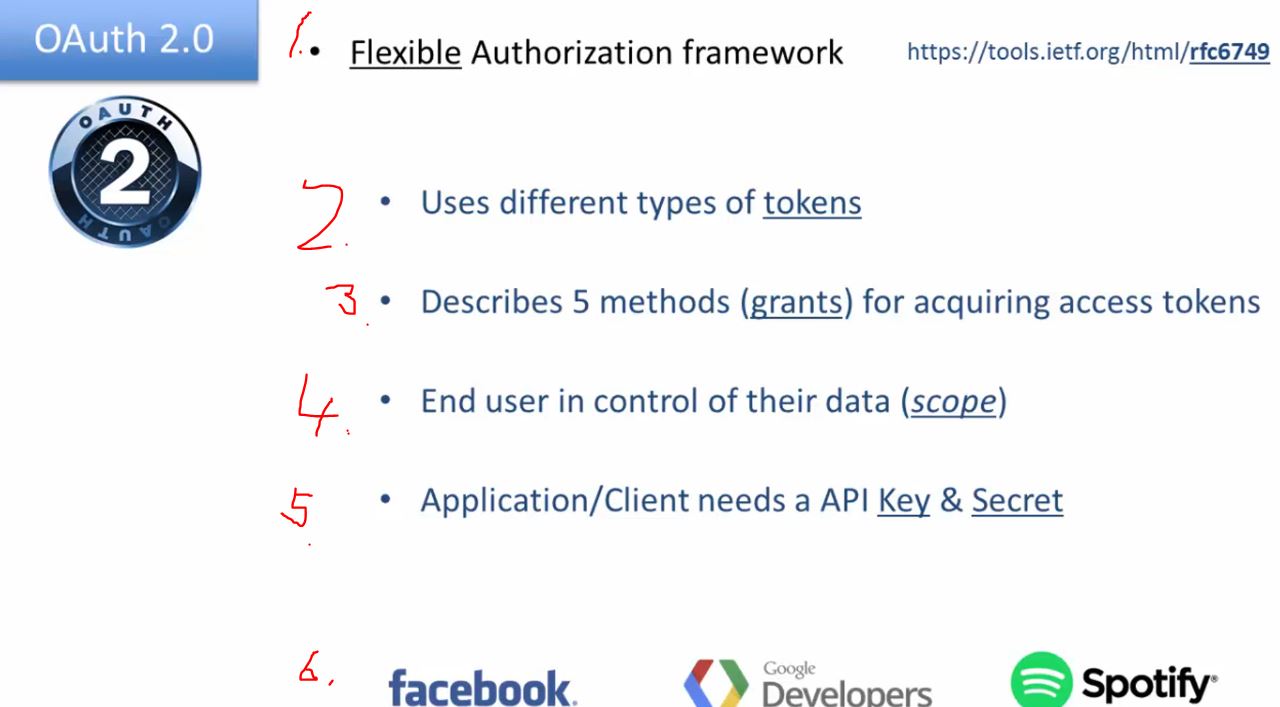 OAuth 2.0
1. • Flexible Authorization framework https://tools.ietf.org/html/rfc6749
OAUTH
2
OAUTH
2. • Uses different types of tokens
3. • Describes 5 methods (grants) for acquiring access tokens
4. • End user in control of their data (scope)
5. • Application/Client needs a API Key & Secret
6. facebook. Google Developers Spotify®